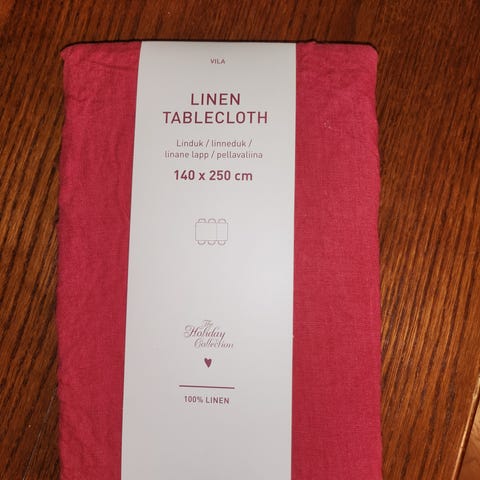 VILA
LINEN
TABLECLOTH
Linduk / linneduk /
linane lapp / pellavaliina
140 x 250 cm
The
Holiday
Collection
100% LINEN